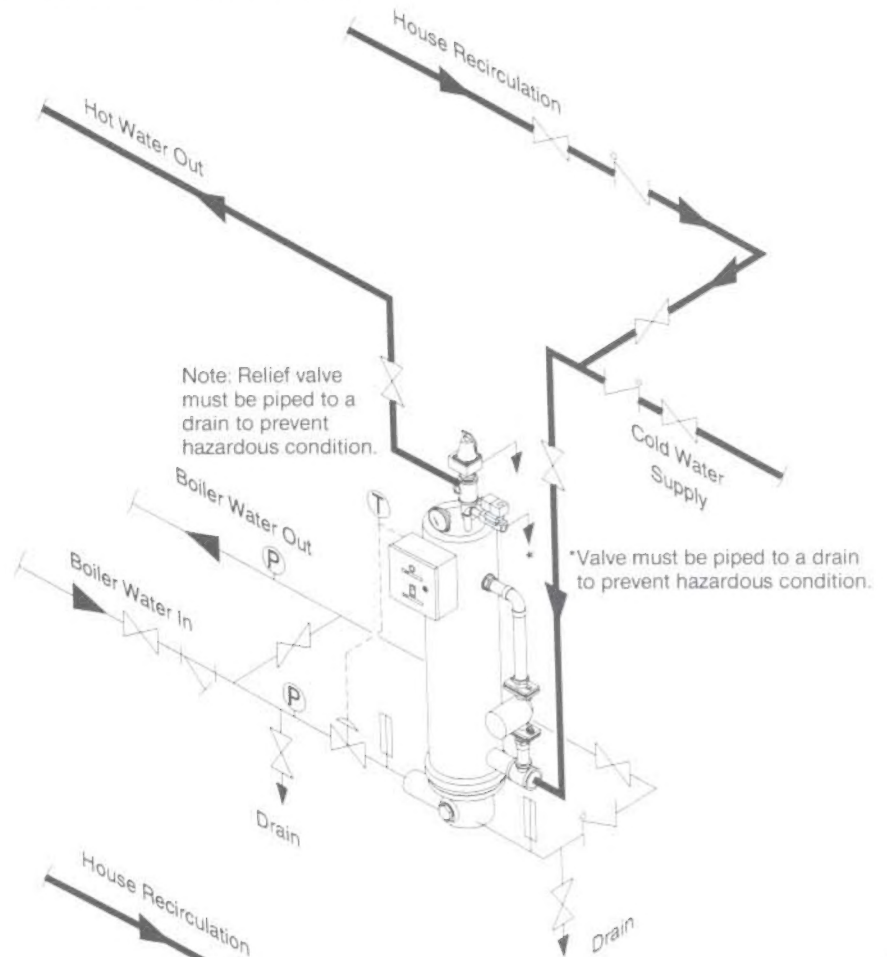 House Recirculation
Hot Water Out
Note: Relief valve
must be piped to a
drain to prevent
hazardous condition.
Cold Water
Supply
Boiler Water Out
T
P
*
*Valve must be piped to a drain
to prevent hazardous condition.
Boiler Water In
P
Drain
House Recirculation
Drain